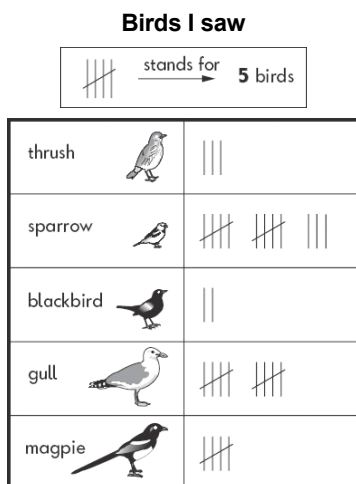 Birds I saw
stands for 5 birds
thrush
sparrow
blackbird
gull
magpie